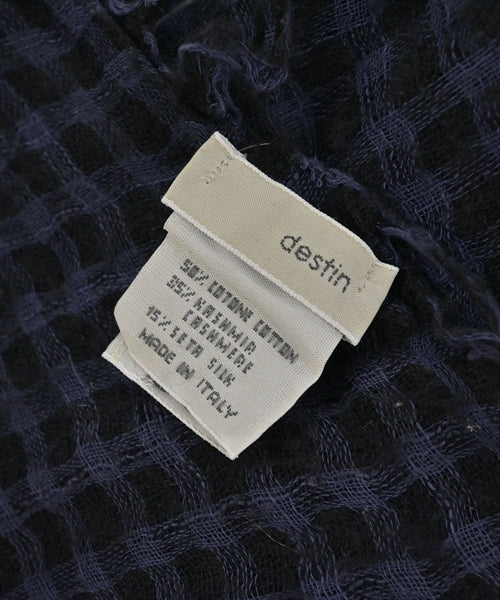 destin
50% COTONE COTTON
35% KASHMIR
CASHMERE
15% SETA SILK
MADE IN ITALY